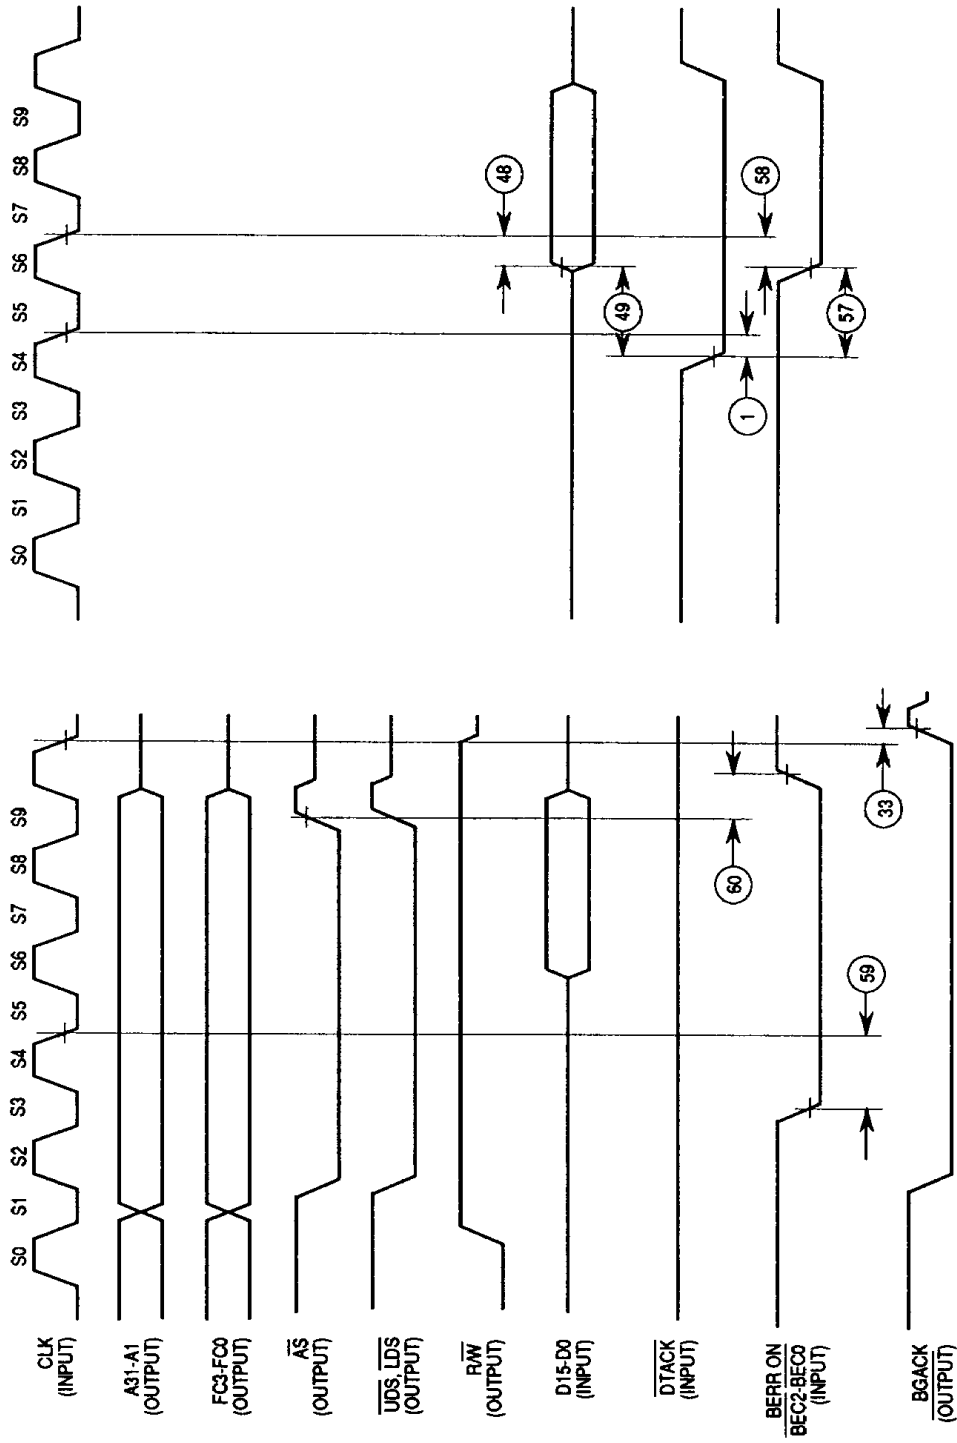 S0 S1 S2 S3 S4 S5 S6 S7 S8 S9
S0 S1 S2 S3 S4 S5 S6 S7 S8 S9
CLK
(INPUT)
A31-A1
(OUTPUT)
FC3-FC0
(OUTPUT)
AS
(OUTPUT)
UDS, LDS
(OUTPUT)
R/W
(OUTPUT)
D15-D0
(INPUT)
DTACK
(INPUT)
BERR ON
BEC2-BEC0
(INPUT)
BGACK
(OUTPUT)
60
59
33
48
49
1
58
57